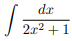 ∫ dx / (2x² + 1)